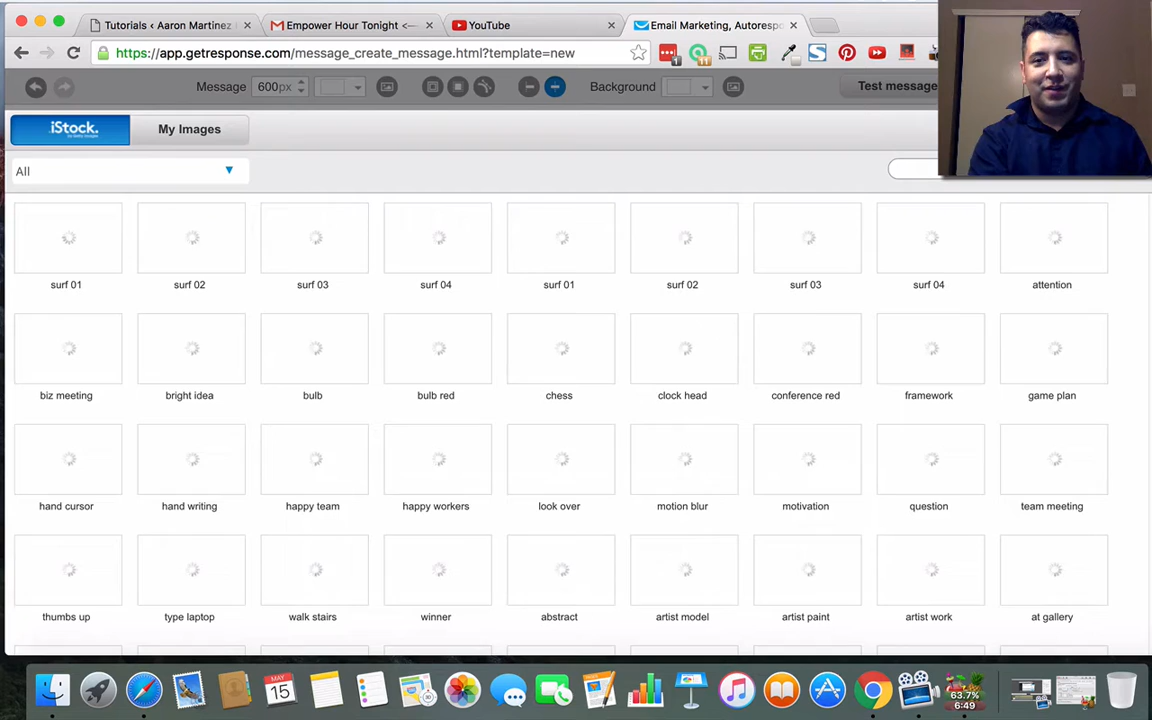 Tutorials ‹ Aaron Martinez
Empower Hour Tonight <—
YouTube
Email Marketing, Autorespo
https://app.getresponse.com/message_create_message.html?template=new
Message 600px Background Test message
iStock. My Images
All
surf 01 surf 02 surf 03 surf 04 surf 01 surf 02 surf 03 surf 04 attention
biz meeting bright idea bulb bulb red chess clock head conference red framework game plan
hand cursor hand writing happy team happy workers look over motion blur motivation question team meeting
thumbs up type laptop walk stairs winner abstract artist model artist paint artist work at gallery
MAY
15
63.7%
6:49